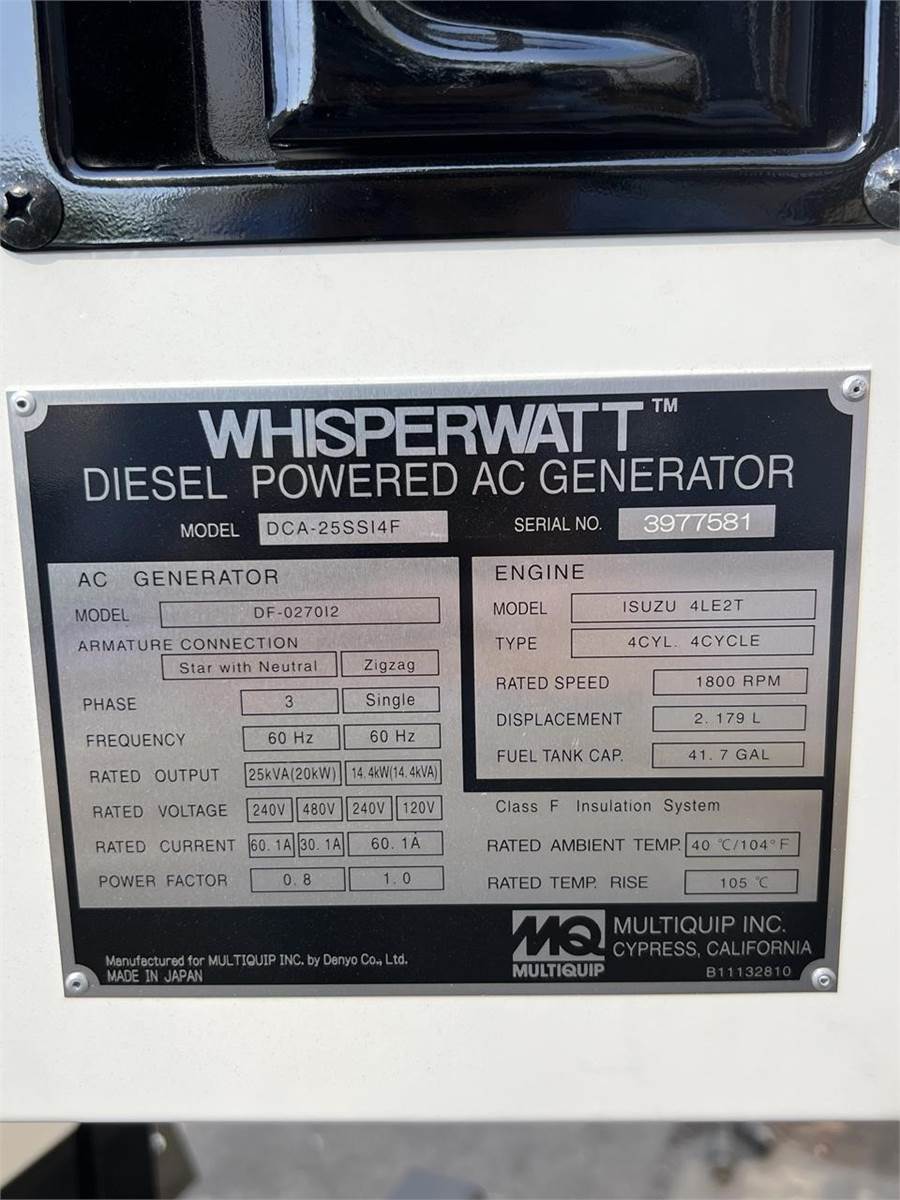 WHISPERWATT™
DIESEL POWERED AC GENERATOR
MODEL DCA-25SSI4F SERIAL NO. 3977581
AC GENERATOR
MODEL DF-0270I2
ARMATURE CONNECTION
Star with Neutral Zigzag
PHASE 3 Single
FREQUENCY 60 Hz 60 Hz
RATED OUTPUT 25kVA(20kW) 14.4kW(14.4kVA)
RATED VOLTAGE 240V 480V 240V 120V
RATED CURRENT 60.1A 30.1A 60.1A
POWER FACTOR 0.8 1.0
ENGINE
MODEL ISUZU 4LE2T
TYPE 4CYL. 4CYCLE
RATED SPEED 1800 RPM
DISPLACEMENT 2.179 L
FUEL TANK CAP. 41.7 GAL
Class F Insulation System
RATED AMBIENT TEMP. 40 ℃/104°F
RATED TEMP. RISE 105 ℃
Manufactured for MULTIQUIP INC. by Denyo Co., Ltd.
MADE IN JAPAN
MQ
MULTIQUIP
MULTIQUIP INC.
CYPRESS, CALIFORNIA
B11132810